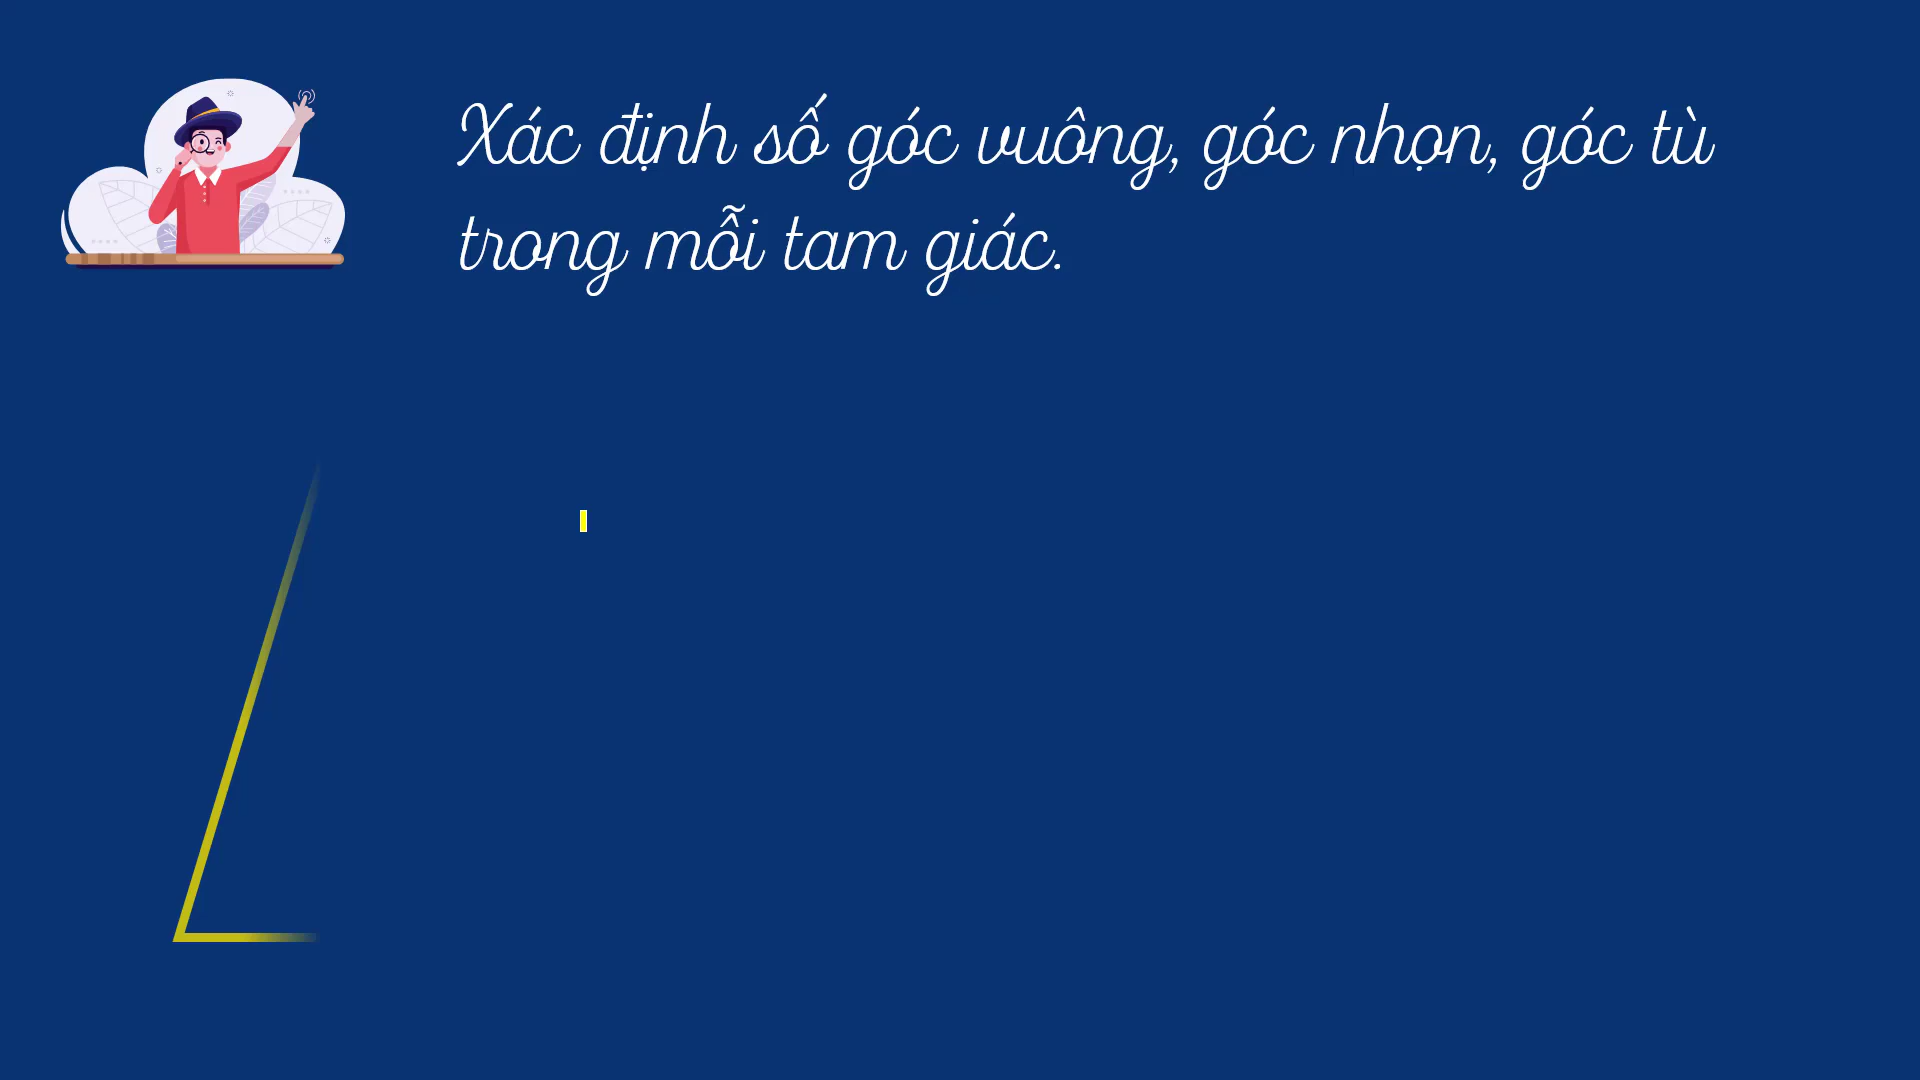 Xác định số góc vuông, góc nhọn, góc tù
trong mỗi tam giác.